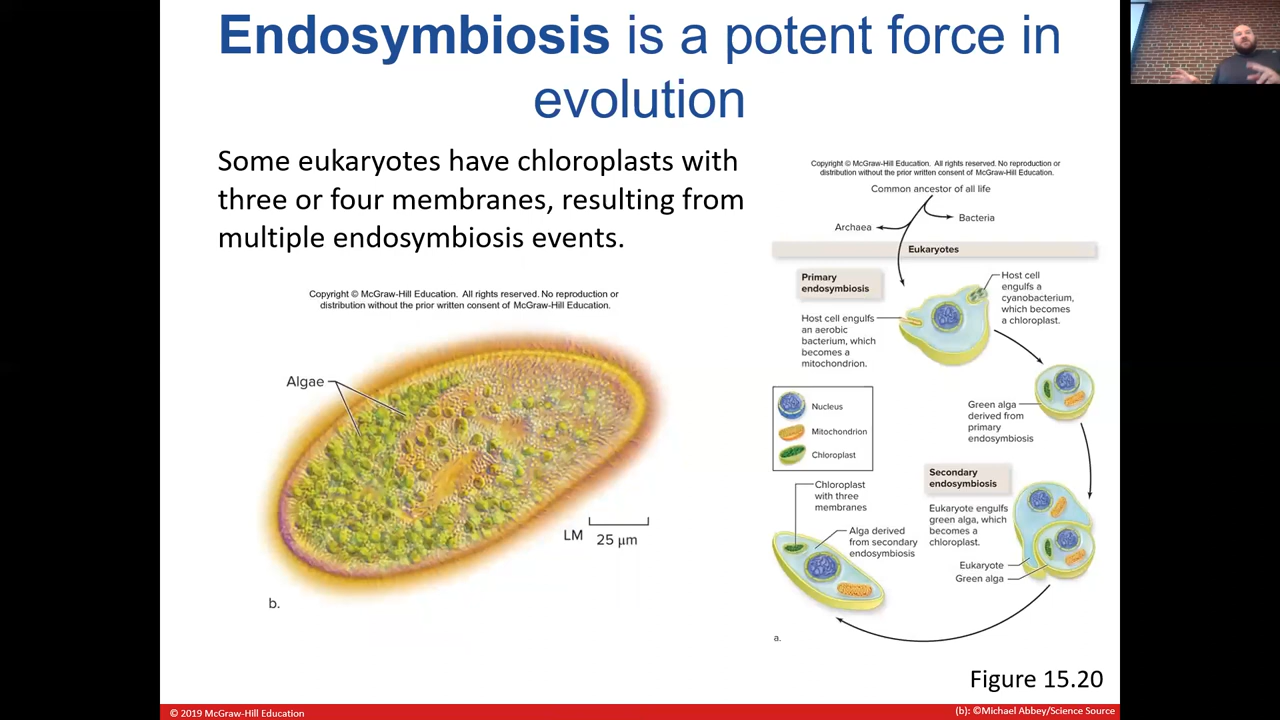 Endosymbiosis is a potent force in
evolution
Some eukaryotes have chloroplasts with
three or four membranes, resulting from
multiple endosymbiosis events.
Copyright © McGraw-Hill Education. All rights reserved. No reproduction or
distribution without the prior written consent of McGraw-Hill Education.
Algae
LM
25 µm
b.
Copyright © McGraw-Hill Education. All rights reserved. No reproduction or
distribution without the prior written consent of McGraw-Hill Education.
Common ancestor of all life
Bacteria
Archaea
Eukaryotes
Primary
endosymbiosis
Host cell
engulfs a
cyanobacterium,
which becomes
a chloroplast.
Host cell engulfs
an aerobic
bacterium, which
becomes a
mitochondrion.
Nucleus
Mitochondrion
Chloroplast
Green alga
derived from
primary
endosymbiosis
Secondary
endosymbiosis
Eukaryote engulfs
green alga, which
becomes a
chloroplast.
Eukaryote
Green alga
Chloroplast
with three
membranes
Alga derived
from secondary
endosymbiosis
a.
Figure 15.20
© 2019 McGraw-Hill Education
(b): ©Michael Abbey/Science Source